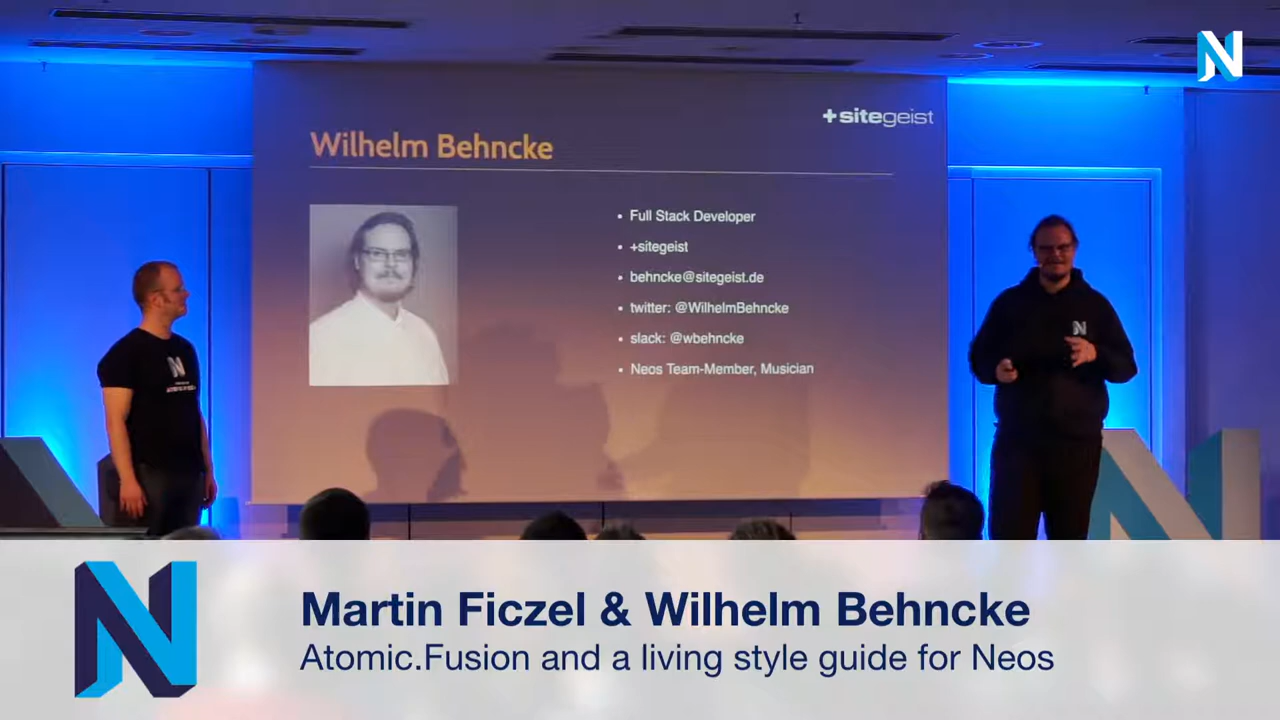 N
+sitegeist
Wilhelm Behncke
Full Stack Developer
+sitegeist
behncke@sitegeist.de
twitter: @WilhelmBehncke
slack: @wbehncke
Neos Team-Member, Musician
N
N
N
Martin Ficzel & Wilhelm Behncke
Atomic.Fusion and a living style guide for Neos